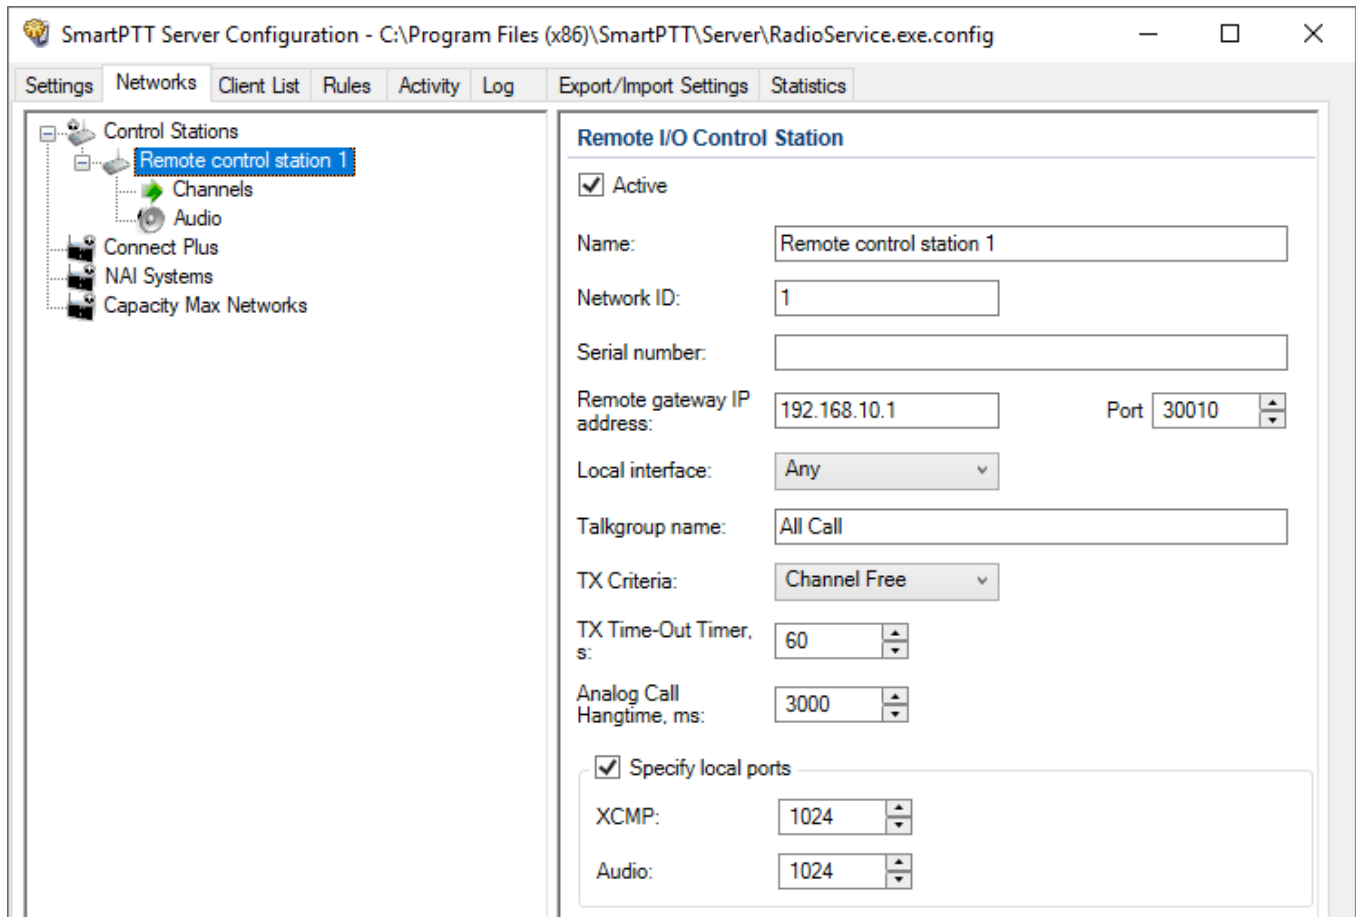 SmartPTT Server Configuration - C:\Program Files (x86)\SmartPTT\Server\RadioService.exe.config
Settings Networks Client List Rules Activity Log Export/Import Settings Statistics
Control Stations
Remote control station 1
Channels
Audio
Connect Plus
NAI Systems
Capacity Max Networks
Remote I/O Control Station
Active
Name: Remote control station 1
Network ID: 1
Serial number:
Remote gateway IP
address: 192.168.10.1 Port 30010
Local interface: Any
Talkgroup name: All Call
TX Criteria: Channel Free
TX Time-Out Timer,
s: 60
Analog Call
Hangtime, ms: 3000
Specify local ports
XCMP: 1024
Audio: 1024